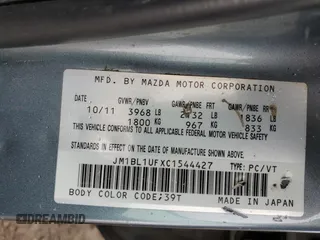 MFD. BY MAZDA MOTOR CORPORATION
DATE GVWR/PNBV GAWR/PNBE FRT GAWR/PNBE RR
10/11 3968 LB 2132 LB 1836 LB
1800 KG 967 KG 833 KG
THIS VEHICLE CONFORMS TO ALL APPLICABLE FEDERAL MOTOR VEHICLE SAFETY
STANDARDS IN EFFECT ON THE DATE OF MANUFACTURE SHOWN ABOVE.
JM1BL1UFXC1544427 TYPE: PC/VT
BODY COLOR CODE;39T MADE IN JAPAN
DREAMBID